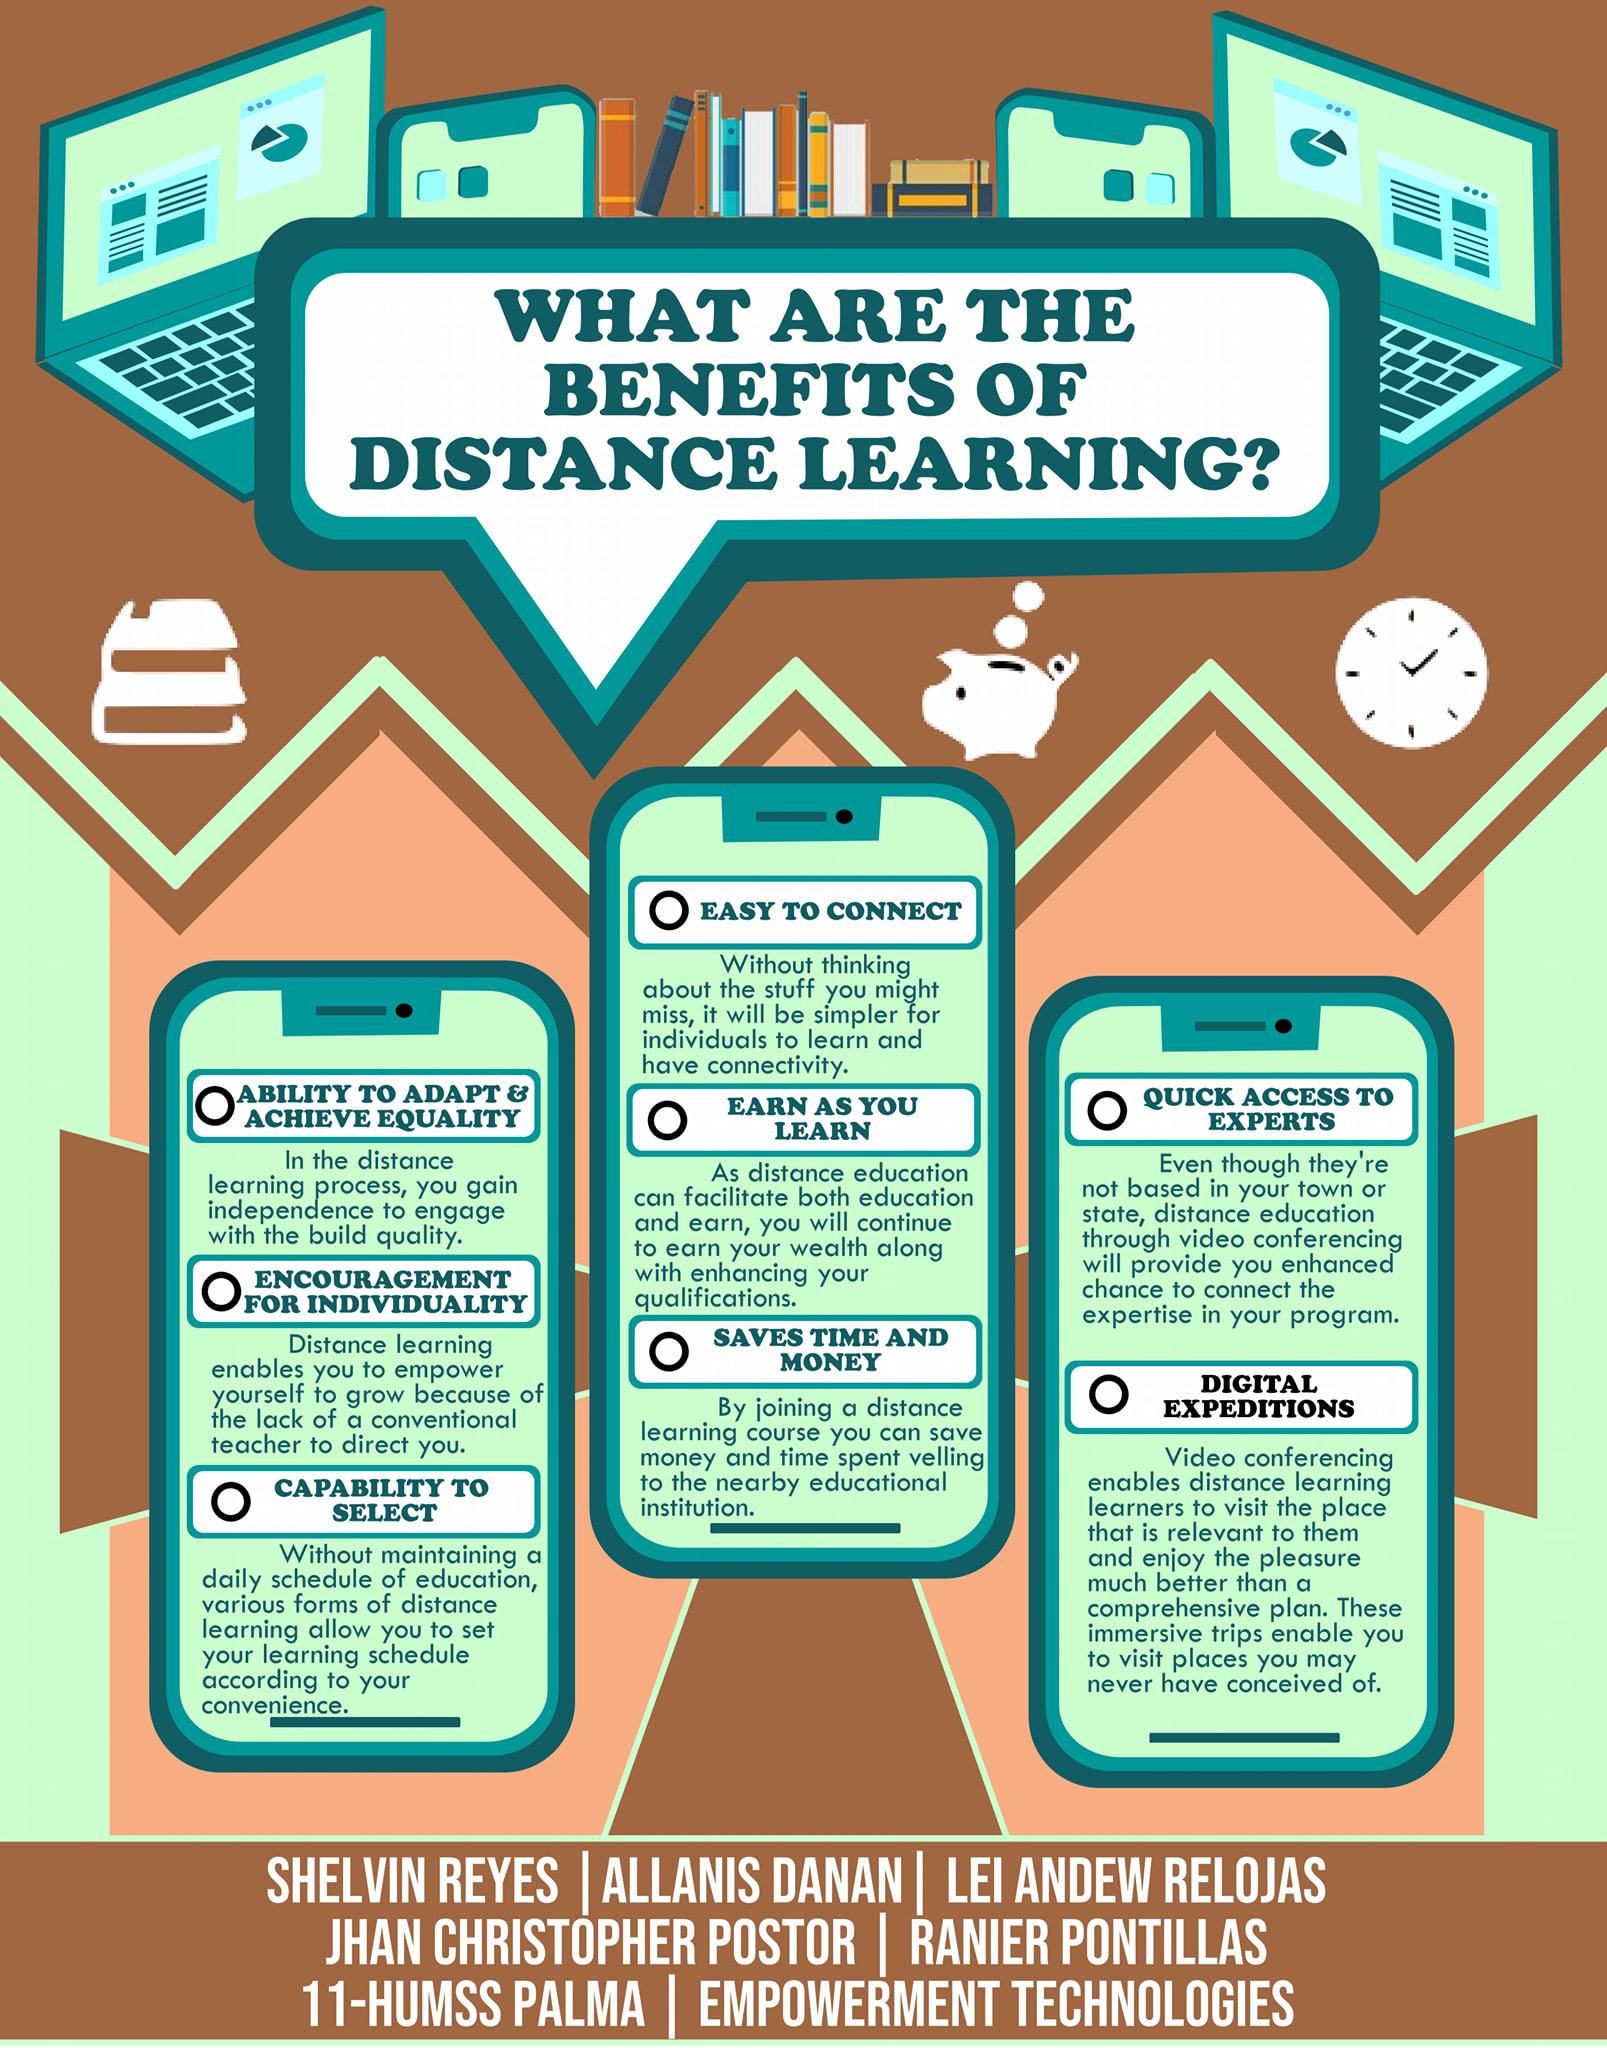 WHAT ARE THE
BENEFITS OF
DISTANCE LEARNING?
ABILITY TO ADAPT &
ACHIEVE EQUALITY
In the distance
learning process, you gain
independence to engage
with the build quality.
ENCOURAGEMENT
FOR INDIVIDUALITY
Distance learning
enables you to empower
yourself to grow because of
the lack of a conventional
teacher to direct you.
CAPABILITY TO
SELECT
Without maintaining a
daily schedule of education,
various forms of distance
learning allow you to set
your learning schedule
according to your
convenience.
EASY TO CONNECT
Without thinking
about the stuff you might
miss, it will be simpler for
individuals to learn and
have connectivity.
EARN AS YOU
LEARN
As distance education
can facilitate both education
and earn, you will continue
to earn your wealth along
with enhancing your
qualifications.
SAVES TIME AND
MONEY
By joining a distance
learning course you can save
money and time spent velling
to the nearby educational
institution.
QUICK ACCESS TO
EXPERTS
Even though they're
not based in your town or
state, distance education
through video conferencing
will provide you enhanced
chance to connect the
expertise in your program.
DIGITAL
EXPEDITIONS
Video conferencing
enables distance learning
learners to visit the place
that is relevant to them
and enjoy the pleasure
much better than a
comprehensive plan. These
immersive trips enable you
to visit places you may
never have conceived of.
SHELVIN REYES | ALLANIS DANAN | LEI ANDEW RELOJAS
JHAN CHRISTOPHER POSTOR | RANIER PONTILLAS
11-HUMSS PALMA | EMPOWERMENT TECHNOLOGIES